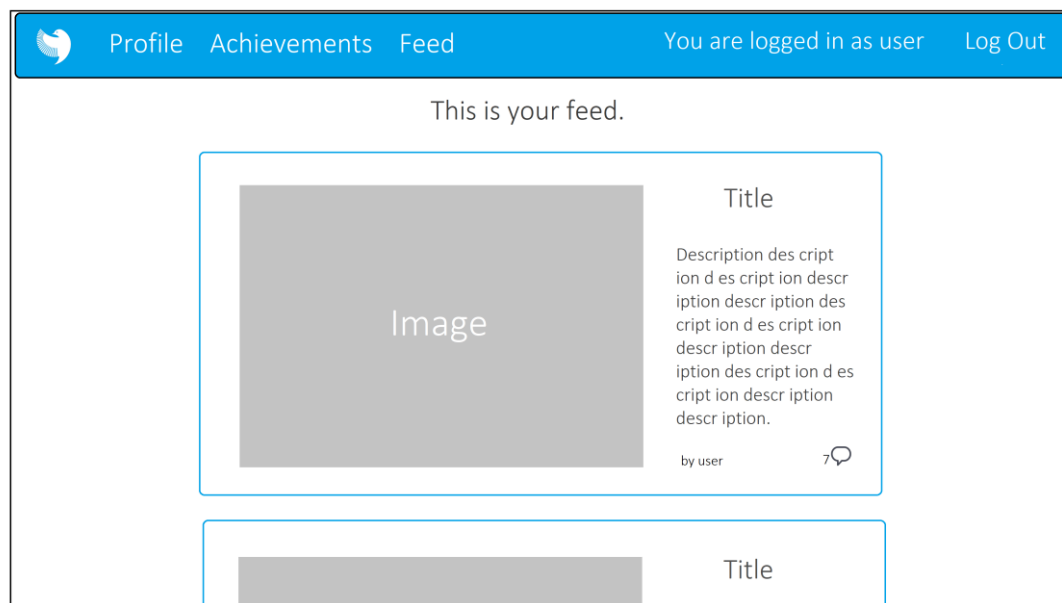 Profile Achievements Feed You are logged in as user Log Out
This is your feed.
Image
Title
Description des cript
ion d es cript ion descr
iption descr iption des
cript ion d es cript ion
descr iption descr
iption des cript ion d es
cript ion descr iption
descr iption.
by user 7
Title